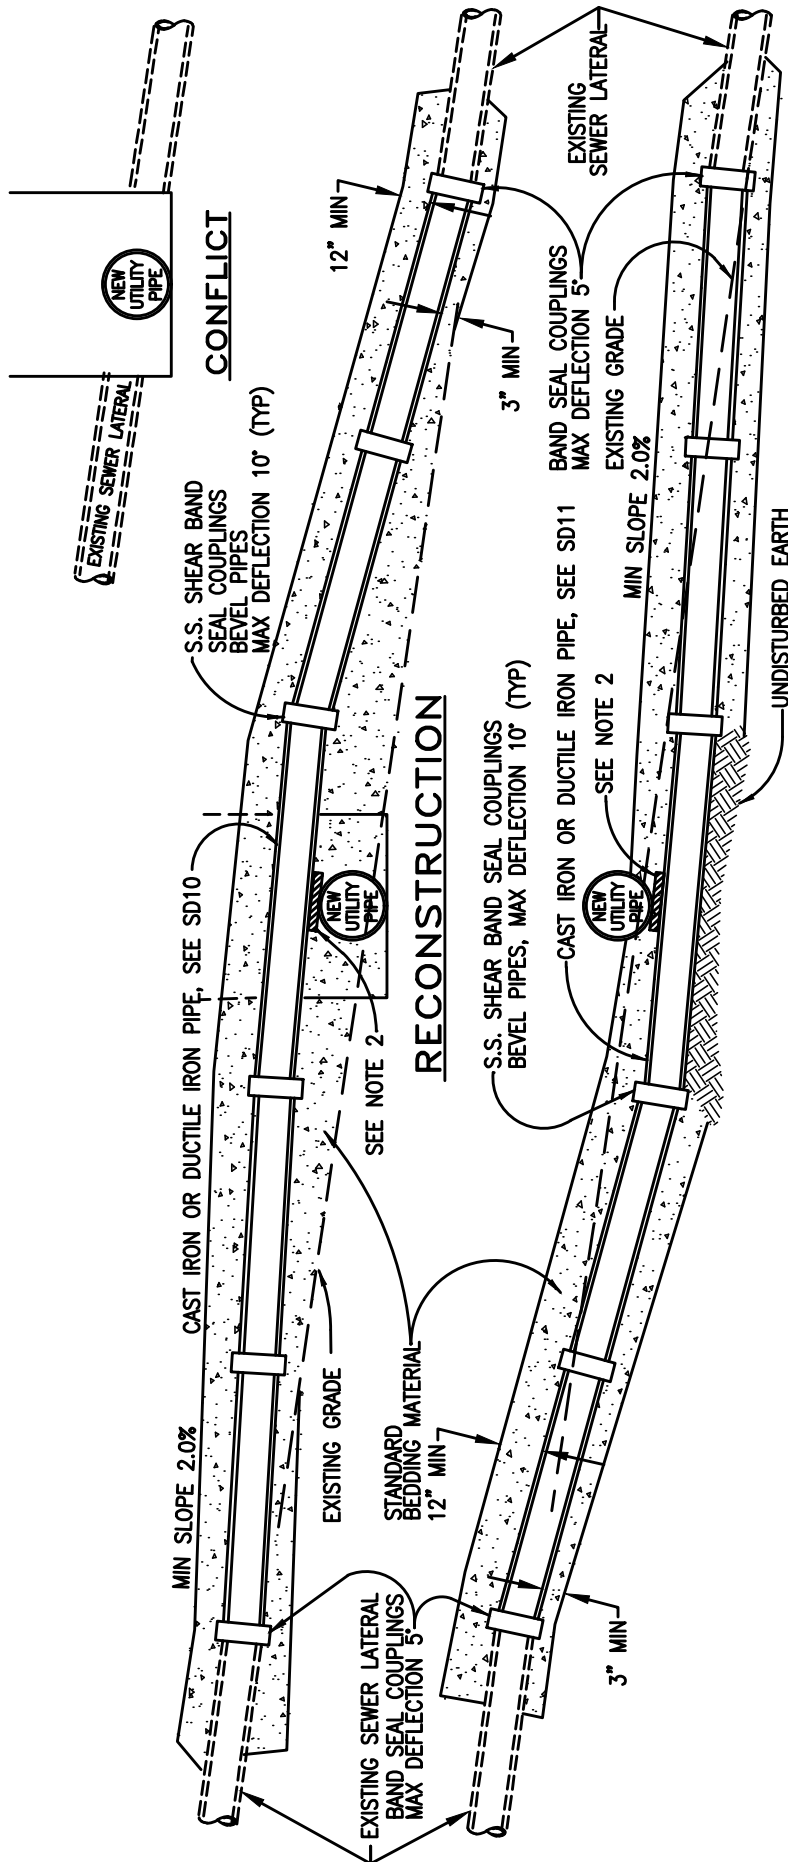 EXISTING SEWER LATERAL
NEW
UTILITY
PIPE
CONFLICT
MIN SLOPE 2.0%
CAST IRON OR DUCTILE IRON PIPE, SEE SD10
S.S. SHEAR BAND
SEAL COUPLINGS
BEVEL PIPES
MAX DEFLECTION 10° (TYP)
12" MIN
EXISTING GRADE
SEE NOTE 2
NEW
UTILITY
PIPE
3" MIN
RECONSTRUCTION
EXISTING SEWER LATERAL
BAND SEAL COUPLINGS
MAX DEFLECTION 5°
STANDARD
BEDDING MATERIAL
12" MIN
S.S. SHEAR BAND SEAL COUPLINGS
BEVEL PIPES, MAX DEFLECTION 10° (TYP)
CAST IRON OR DUCTILE IRON PIPE, SEE SD11
SEE NOTE 2
BAND SEAL COUPLINGS
MAX DEFLECTION 5°
EXISTING GRADE
MIN SLOPE 2.0%
EXISTING
SEWER LATERAL
NEW
UTILITY
PIPE
3" MIN
UNDISTURBED EARTH